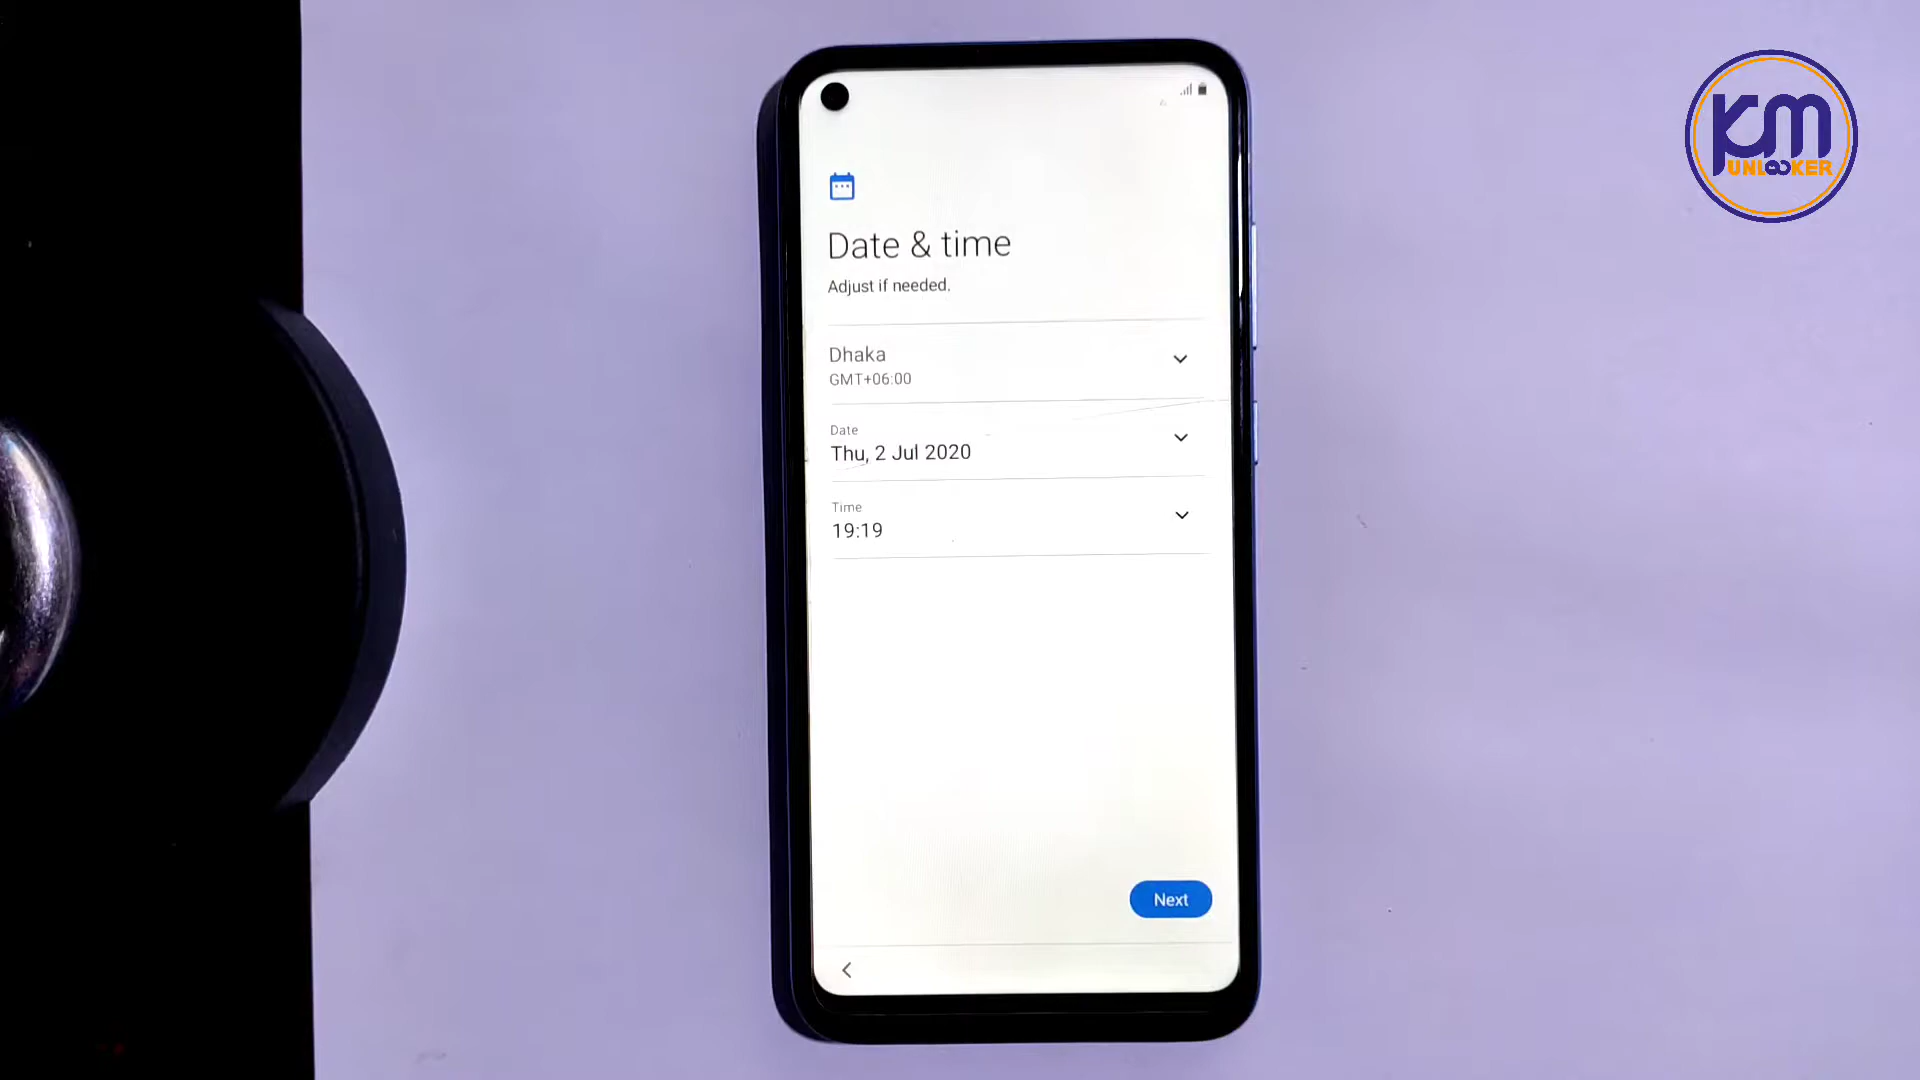 KM
UNLOCKER
Date & time
Adjust if needed.
Dhaka
GMT+06:00
Date
Thu, 2 Jul 2020
Time
19:19
Next